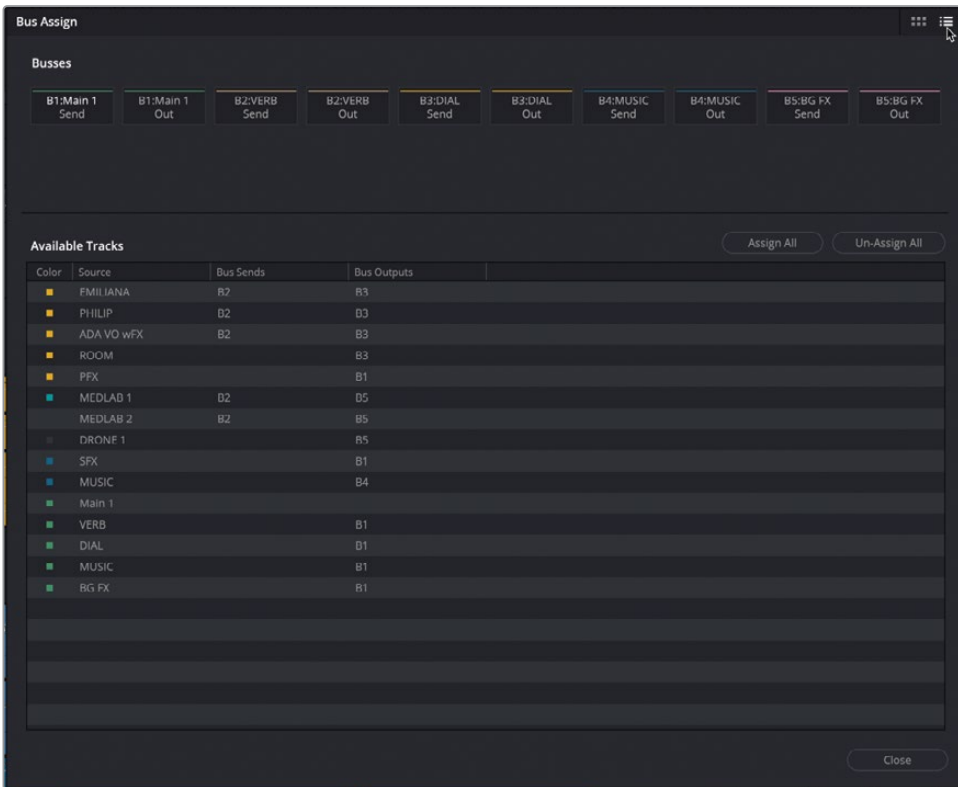 Bus Assign
Busses
B1:Main 1 Send
B1:Main 1 Out
B2:VERB Send
B2:VERB Out
B3:DIAL Send
B3:DIAL Out
B4:MUSIC Send
B4:MUSIC Out
B5:BG FX Send
B5:BG FX Out
Available Tracks
Assign All
Un-Assign All
Color Source Bus Sends Bus Outputs
EMILIANA B2 B3
PHILIP B2 B3
ADA VO wFX B2 B3
ROOM B3
PFX B1
MEDLAB 1 B2 B5
MEDLAB 2 B2 B5
DRONE 1 B5
SFX B1
MUSIC B4
Main 1
VERB B1
DIAL B1
MUSIC B1
BG FX B1
Close